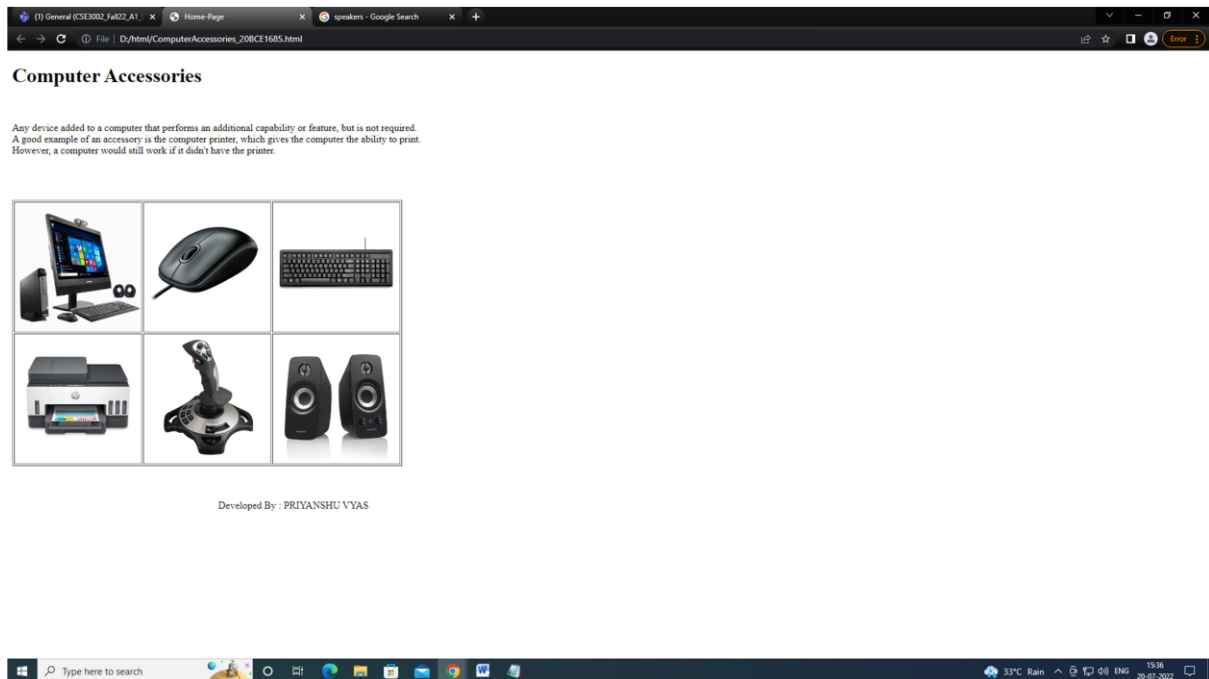 (1) General (CSE3002_Fall22_A1_
Home-Page
speakers - Google Search
File | D:/html/ComputerAccessories_20BCE1685.html
Error
Computer Accessories
Any device added to a computer that performs an additional capability or feature, but is not required.
A good example of an accessory is the computer printer, which gives the computer the ability to print.
However, a computer would still work if it didn't have the printer.
Developed By : PRIYANSHU VYAS
Type here to search
33°C Rain
ENG
15:36
20-07-2022